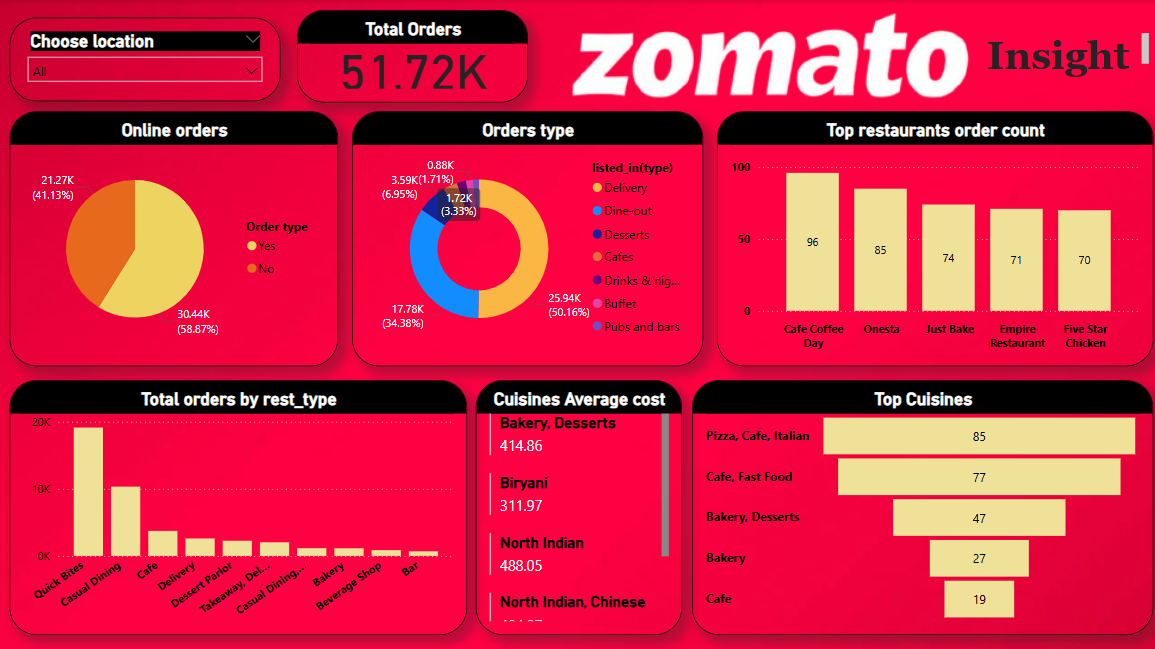 Choose location
All
Total Orders
51.72K
zomato
Insight
Online orders
21.27K
(41.13%)
30.44K
(58.87%)
Order type
Yes
No
Orders type
0.88K
(1.71%)
3.59K
(6.95%)
1.72K
(3.33%)
17.78K
(34.38%)
25.94K
(50.16%)
listed_in(type)
Delivery
Dine-out
Desserts
Cafes
Drinks & nig...
Buffet
Pubs and bars
Top restaurants order count
100
50
0
96
85
74
71
70
Cafe Coffee
Day
Onesta
Just Bake
Empire
Restaurant
Five Star
Chicken
Total orders by rest_type
20K
10K
0K
Quick Bites
Casual Dining
Cafe
Delivery
Dessert Parlor
Takeaway, Del...
Casual Dining,...
Bakery
Beverage Shop
Bar
Cuisines Average cost
Bakery, Desserts
414.86
Biryani
311.97
North Indian
488.05
North Indian, Chinese
Top Cuisines
Pizza, Cafe, Italian
85
Cafe, Fast Food
77
Bakery, Desserts
47
Bakery
27
Cafe
19